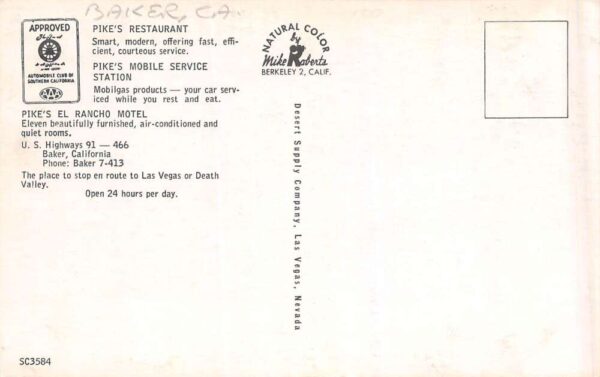 BAKER, CA.
APPROVED
AUTOMOBILE CLUB OF
SOUTHERN CALIFORNIA
AAA
PIKE'S RESTAURANT
Smart, modern, offering fast, effi-
cient, courteous service.
PIKE'S MOBILE SERVICE
STATION
Mobilgas products — your car serv-
iced while you rest and eat.
PIKE'S EL RANCHO MOTEL
Eleven beautifully furnished, air-conditioned and
quiet rooms.
U. S. Highways 91 — 466
Baker, California
Phone: Baker 7-413
The place to stop en route to Las Vegas or Death
Valley.
Open 24 hours per day.
NATURAL COLOR
by
Mike Roberts
BERKELEY 2, CALIF.
Desert Supply Company, Las Vegas, Nevada
SC3584